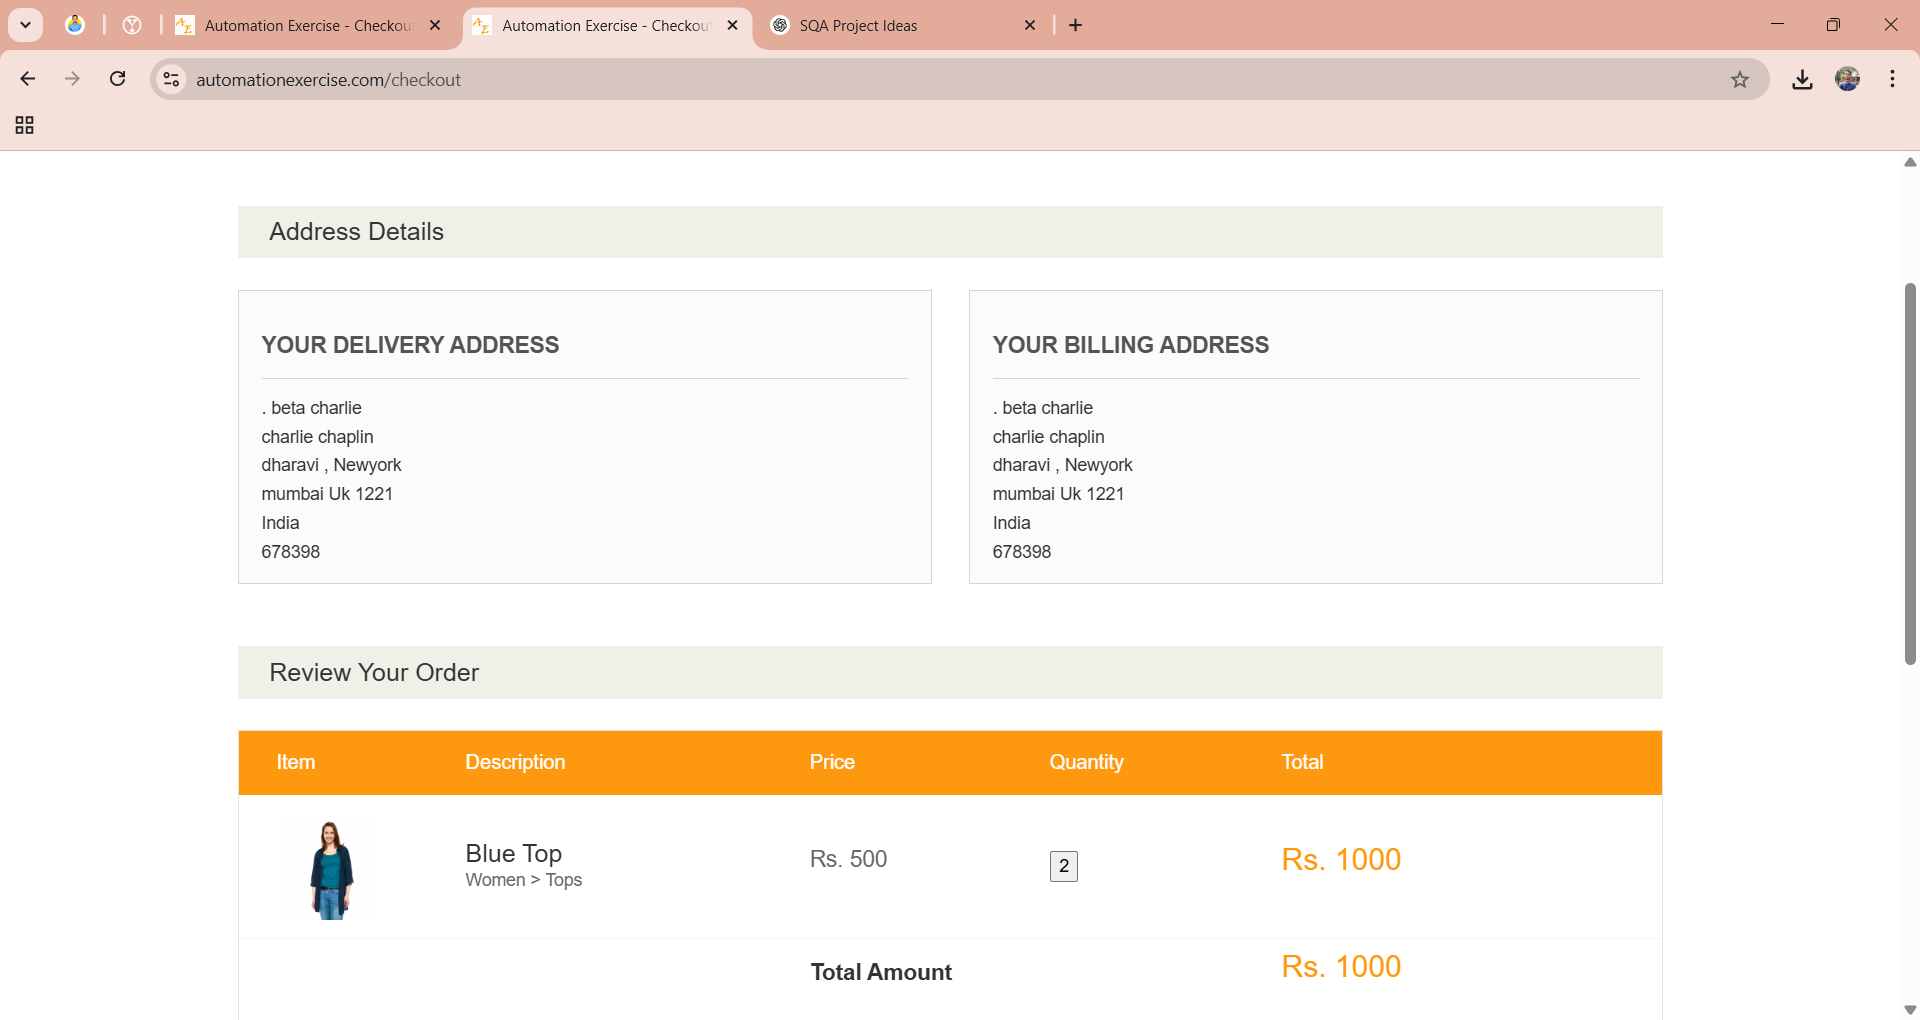 Automation Exercise - Checkout
Automation Exercise - Checkou
SQA Project Ideas
automationexercise.com/checkout
Address Details
YOUR DELIVERY ADDRESS
. beta charlie
charlie chaplin
dharavi , Newyork
mumbai Uk 1221
India
678398
YOUR BILLING ADDRESS
. beta charlie
charlie chaplin
dharavi , Newyork
mumbai Uk 1221
India
678398
Review Your Order
Item Description Price Quantity Total
Blue Top
Women > Tops
Rs. 500 2 Rs. 1000
Total Amount Rs. 1000